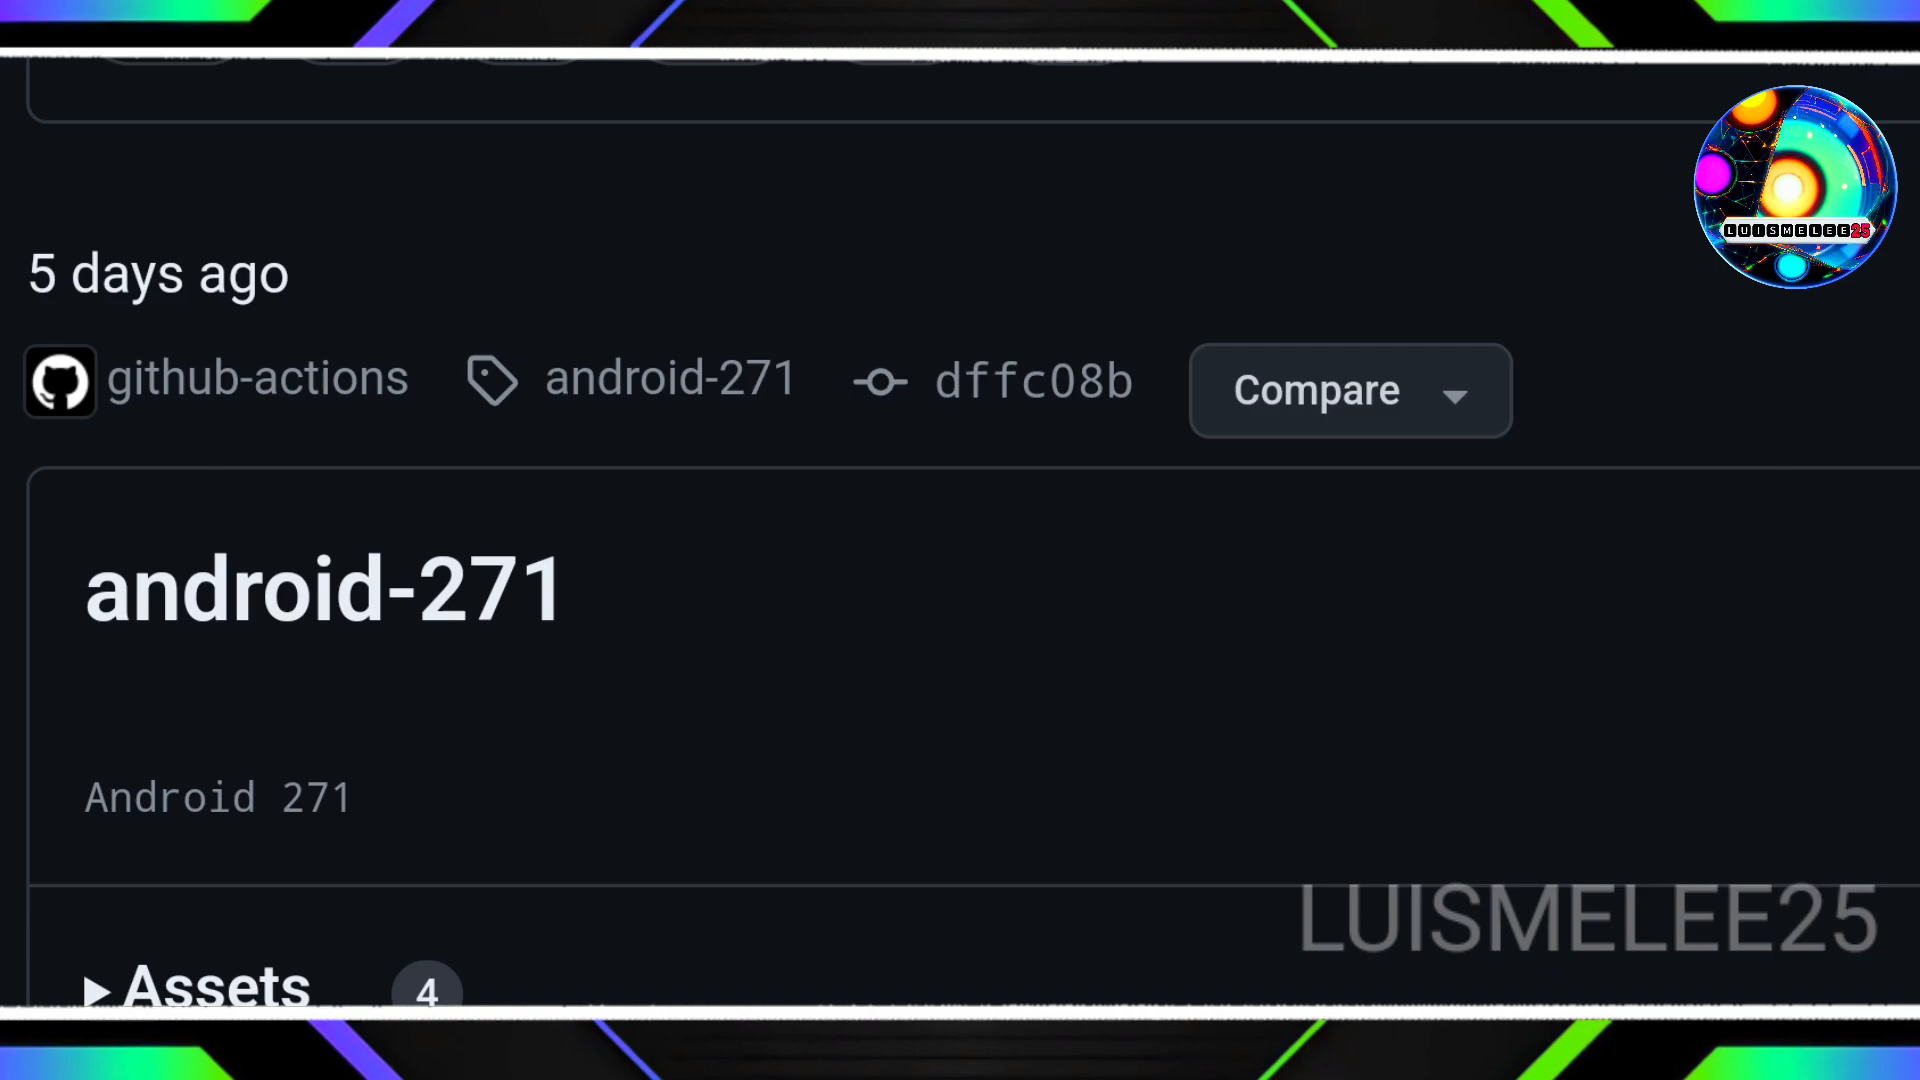 LUISMELEE25
5 days ago
github-actions android-271 dffc08b Compare
android-271
Android 271
LUISMELEE25
Assets 4